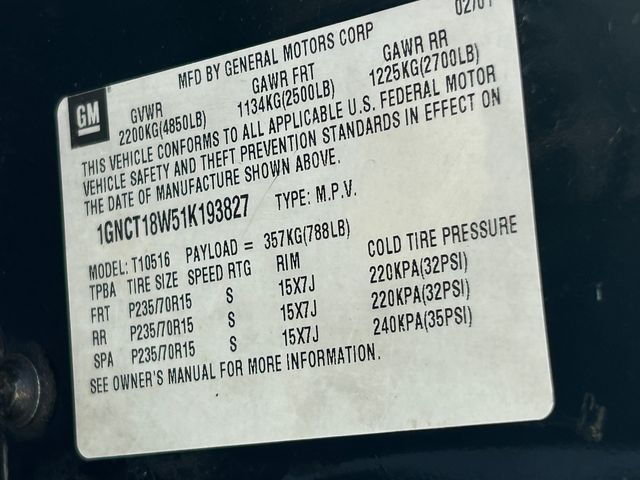 02/01
MFD BY GENERAL MOTORS CORP
GM
GVWR GAWR FRT GAWR RR
2200KG(4850LB) 1134KG(2500LB) 1225KG(2700LB)
THIS VEHICLE CONFORMS TO ALL APPLICABLE U.S. FEDERAL MOTOR
VEHICLE SAFETY AND THEFT PREVENTION STANDARDS IN EFFECT ON
THE DATE OF MANUFACTURE SHOWN ABOVE.
1GNCT18W51K193827 TYPE: M.P.V.
MODEL: T10516 PAYLOAD = 357KG(788LB)
TPBA TIRE SIZE SPEED RTG RIM COLD TIRE PRESSURE
FRT P235/70R15 S 15X7J 220KPA(32PSI)
RR P235/70R15 S 15X7J 220KPA(32PSI)
SPA P235/70R15 S 15X7J 240KPA(35PSI)
SEE OWNER'S MANUAL FOR MORE INFORMATION.